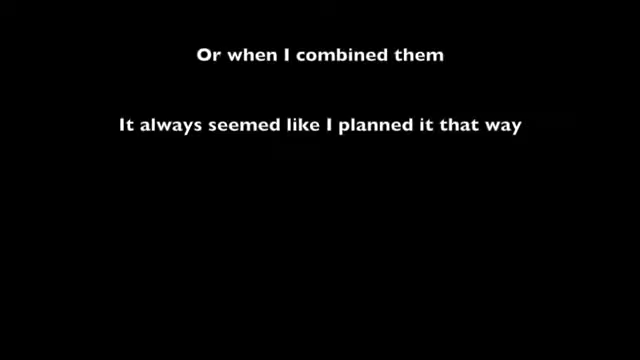 Or when I combined them
It always seemed like I planned it that way